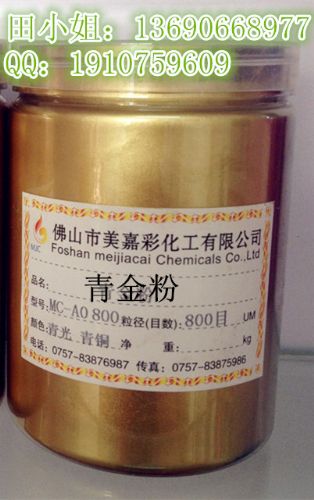 田小姐：13690668977
QQ：1910759609
MJC
佛山市美嘉彩化工有限公司
Foshan meijiacai Chemicals Co.,Ltd
品名：
青金粉
型号：MC-A0800 粒径(目数)：800目 UM
颜色：青光 青铜 净 重： kg
电话：0757-83876987 传真：0757-83875986